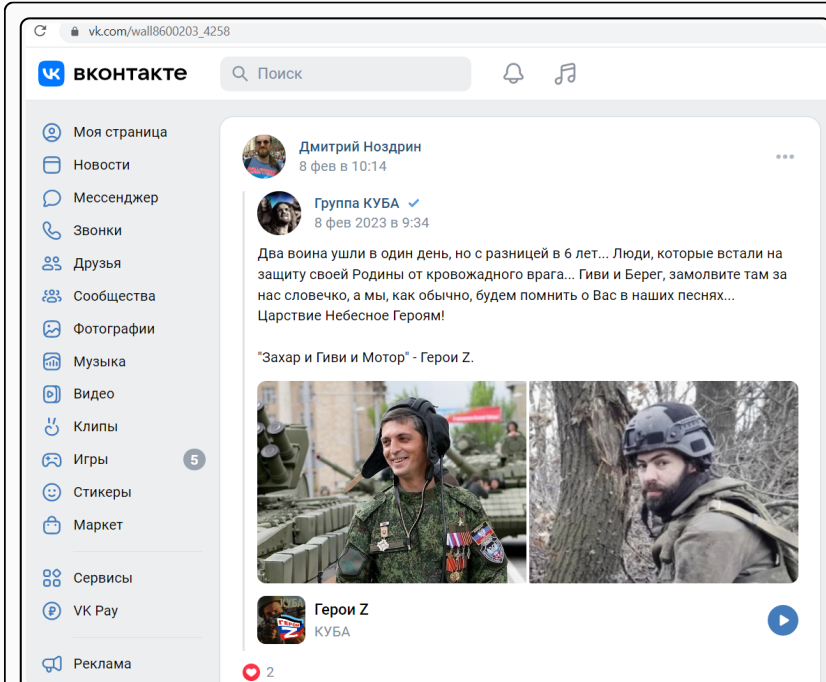 vk.com/wall8600203_4258
вконтакте
Поиск
Моя страница
Новости
Мессенджер
Звонки
Друзья
Сообщества
Фотографии
Музыка
Видео
Клипы
Игры 5
Стикеры
Маркет
Сервисы
VK Pay
Реклама
Дмитрий Ноздрин
8 фев в 10:14
Группа КУБА
8 фев 2023 в 9:34
Два воина ушли в один день, но с разницей в 6 лет... Люди, которые встали на
защиту своей Родины от кровожадного врага... Гиви и Берег, замолвите там за
нас словечко, а мы, как обычно, будем помнить о Вас в наших песнях...
Царствие Небесное Героям!
"Захар и Гиви и Мотор" - Герои Z.
Герои Z
КУБА
2